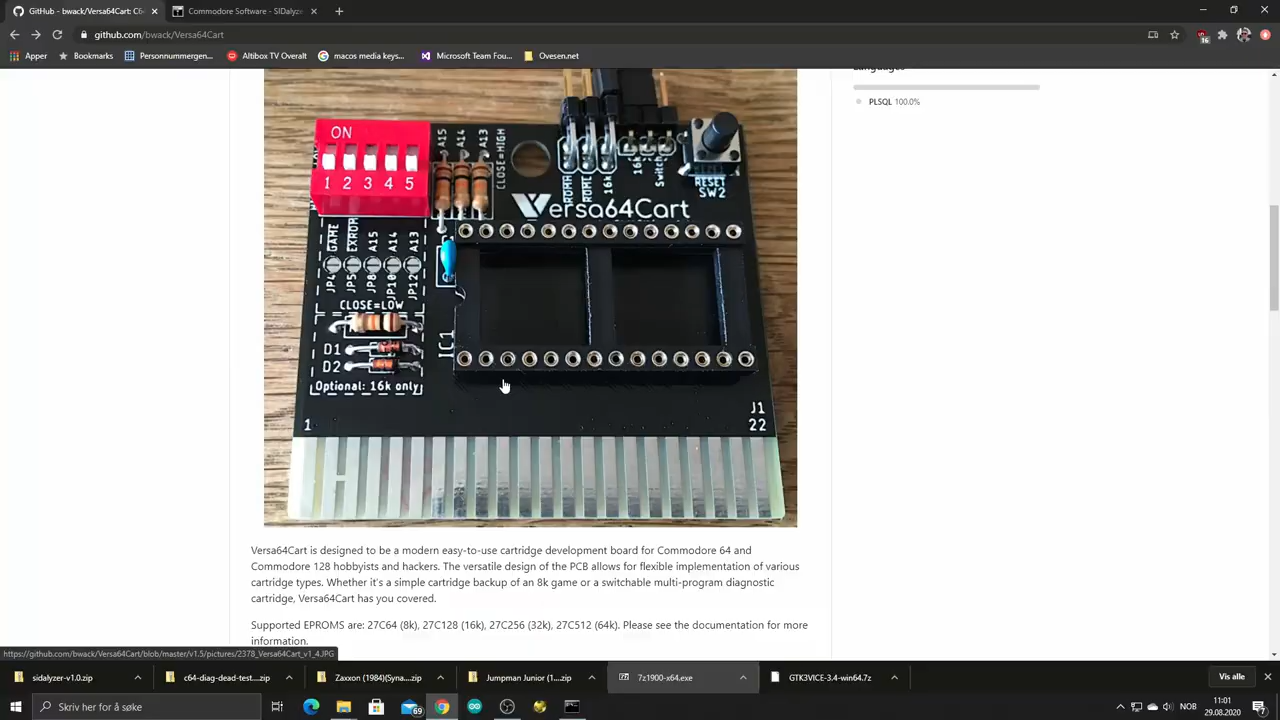 GitHub - bwack/Versa64Cart: C6
Commodore Software - SIDalyze
github.com/bwack/Versa64Cart
16
Apper
Bookmarks
Personnummergen...
Altibox TV Overalt
macos media keys...
Microsoft Team Fou...
Ovesen.net
Languages
PLSQL 100.0%
ON
1 2 3 4 5
A15
A14
A13
CLOSE=HIGH
ROMH
ROML
16k
16k
Switch
RESET
SW2
Versa64Cart
GAME
EXROM
A15
A14
A13
JP4
JP5
JP8
JP10
JP12
CLOSE=LOW
D1
D2
Optional: 16k only
IC1
1
J1
22
Versa64Cart is designed to be a modern easy-to-use cartridge development board for Commodore 64 and
Commodore 128 hobbyists and hackers. The versatile design of the PCB allows for flexible implementation of various
cartridge types. Whether it's a simple cartridge backup of an 8k game or a switchable multi-program diagnostic
cartridge, Versa64Cart has you covered.
Supported EPROMS are: 27C64 (8k), 27C128 (16k), 27C256 (32k), 27C512 (64k). Please see the documentation for more
information.
https://github.com/bwack/Versa64Cart/blob/master/v1.5/pictures/2378_Versa64Cart_v1_4.JPG
sidalyzer-v1.0.zip
c64-diag-dead-test....zip
Zaxxon (1984)(Syna....zip
Jumpman Junior (1....zip
7z1900-x64.exe
GTK3VICE-3.4-win64.7z
Vis alle
Skriv her for å søke
69
NOB
11:01
29.08.2020